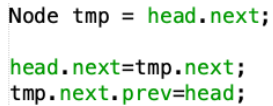 Node tmp = head.next;
head.next=tmp.next;
tmp.next.prev=head;